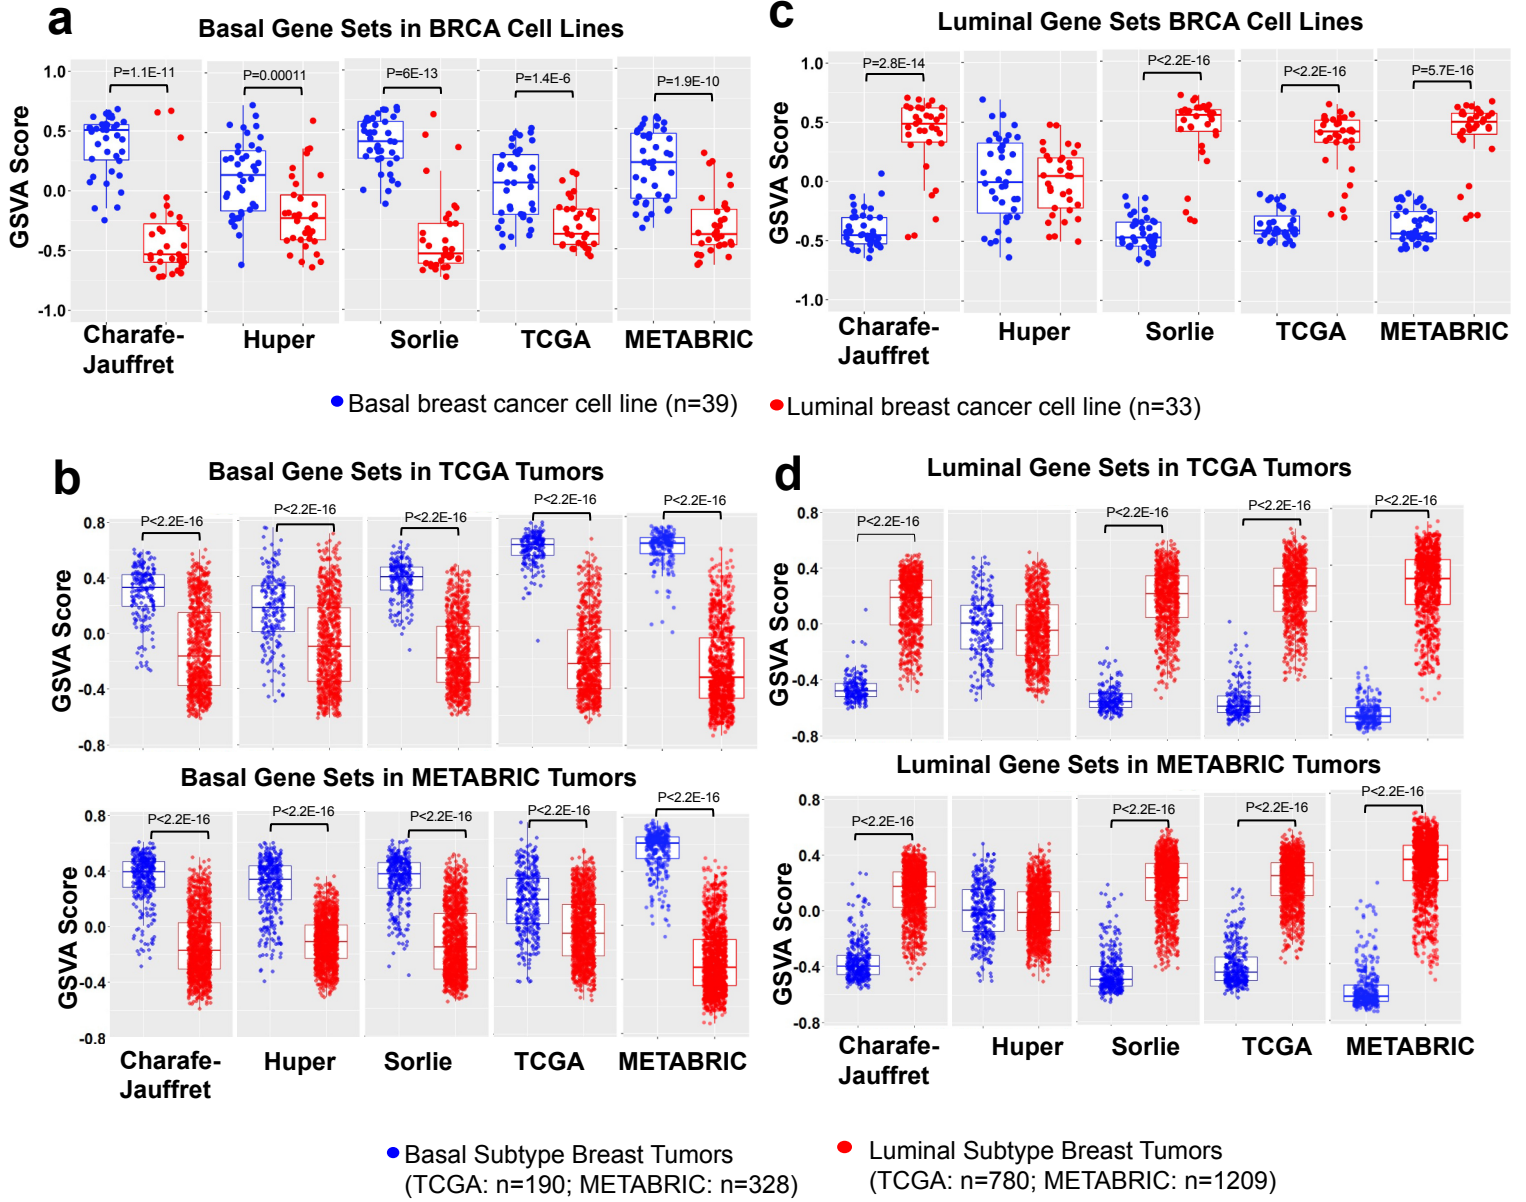 a
Basal Gene Sets in BRCA Cell Lines
GSVA Score
1.0
0.5
0.0
-0.5
-1.0
P=1.1E-11
P=0.00011
P=6E-13
P=1.4E-6
P=1.9E-10
Charafe-
Jauffret
Huper
Sorlie
TCGA
METABRIC
c
Luminal Gene Sets BRCA Cell Lines
GSVA Score
1.0
0.5
0.0
-0.5
-1.0
P=2.8E-14
P<2.2E-16
P<2.2E-16
P=5.7E-16
Charafe-
Jauffret
Huper
Sorlie
TCGA
METABRIC
Basal breast cancer cell line (n=39)
Luminal breast cancer cell line (n=33)
b
Basal Gene Sets in TCGA Tumors
GSVA Score
0.8
0.4
0.0
-0.4
-0.8
P<2.2E-16
P<2.2E-16
P<2.2E-16
P<2.2E-16
P<2.2E-16
Basal Gene Sets in METABRIC Tumors
GSVA Score
0.8
0.4
0.0
-0.4
-0.8
P<2.2E-16
P<2.2E-16
P<2.2E-16
P<2.2E-16
P<2.2E-16
Charafe-
Jauffret
Huper
Sorlie
TCGA
METABRIC
d
Luminal Gene Sets in TCGA Tumors
GSVA Score
0.8
0.4
0.0
-0.4
-0.8
P<2.2E-16
P<2.2E-16
P<2.2E-16
P<2.2E-16
Luminal Gene Sets in METABRIC Tumors
GSVA Score
0.8
0.4
0.0
-0.4
-0.8
P<2.2E-16
P<2.2E-16
P<2.2E-16
P<2.2E-16
Charafe-
Jauffret
Huper
Sorlie
TCGA
METABRIC
Basal Subtype Breast Tumors
(TCGA: n=190; METABRIC: n=328)
Luminal Subtype Breast Tumors
(TCGA: n=780; METABRIC: n=1209)